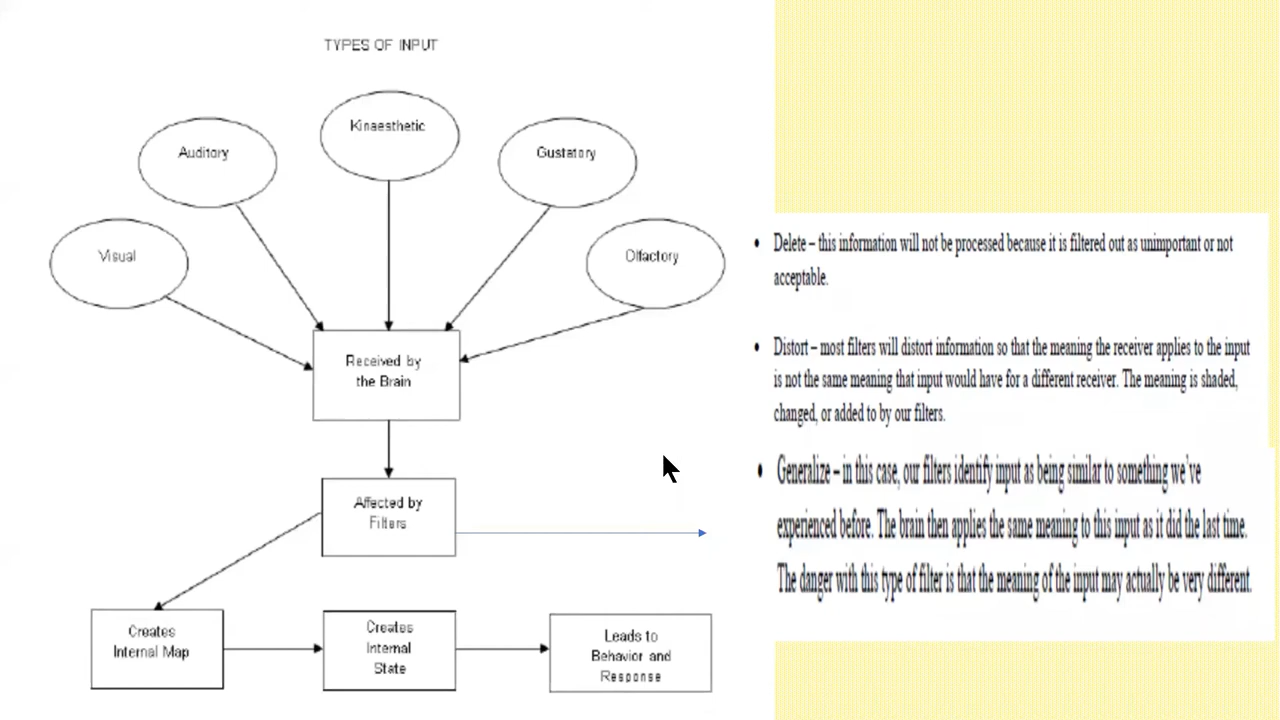 TYPES OF INPUT
Kinaesthetic
Auditory
Gustatory
Visual
Olfactory
Received by
the Brain
Affected by
Filters
Creates
Internal Map
Creates
Internal
State
Leads to
Behavior and
Response
• Delete – this information will not be processed because it is filtered out as unimportant or not
acceptable.
• Distort – most filters will distort information so that the meaning the receiver applies to the input
is not the same meaning that input would have for a different receiver. The meaning is shaded,
changed, or added to by our filters.
• Generalize – in this case, our filters identify input as being similar to something we've
experienced before. The brain then applies the same meaning to this input as it did the last time.
The danger with this type of filter is that the meaning of the input may actually be very different.